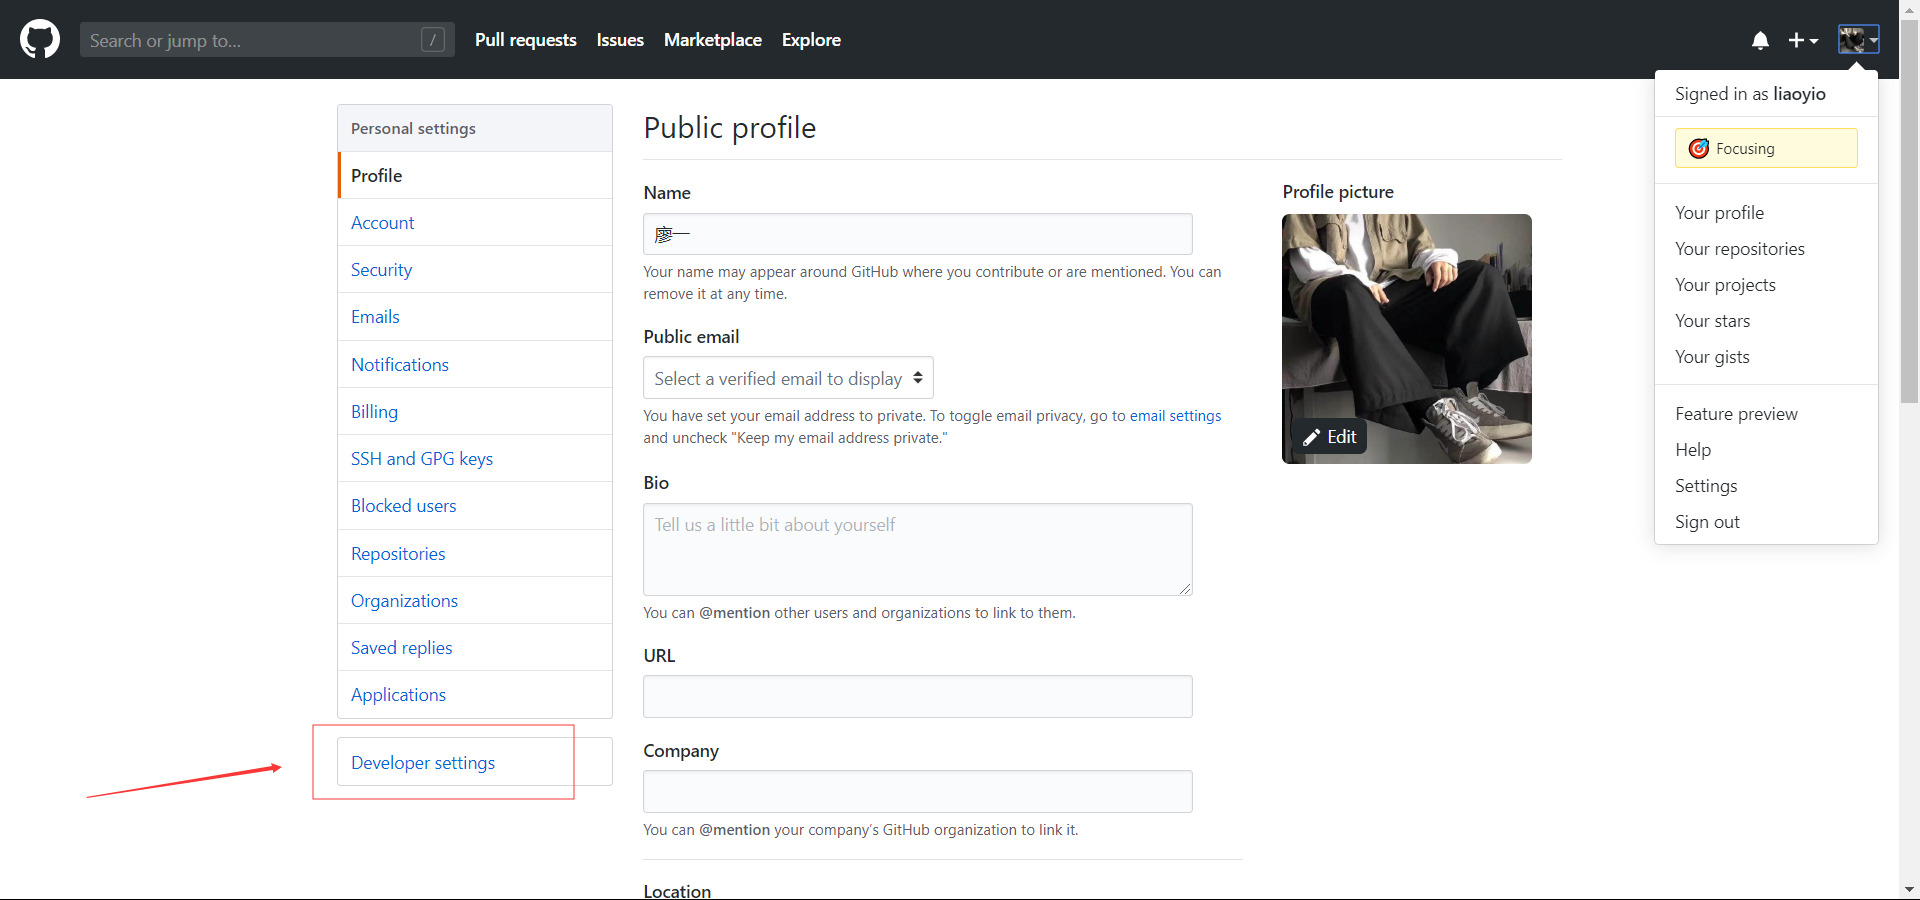 Search or jump to...
/
Pull requests
Issues
Marketplace
Explore
Signed in as liaoyio
Focusing
Your profile
Your repositories
Your projects
Your stars
Your gists
Feature preview
Help
Settings
Sign out
Personal settings
Profile
Account
Security
Emails
Notifications
Billing
SSH and GPG keys
Blocked users
Repositories
Organizations
Saved replies
Applications
Developer settings
Public profile
Name
廖一
Your name may appear around GitHub where you contribute or are mentioned. You can
remove it at any time.
Public email
Select a verified email to display
You have set your email address to private. To toggle email privacy, go to email settings
and uncheck "Keep my email address private."
Bio
Tell us a little bit about yourself
You can @mention other users and organizations to link to them.
URL
Company
You can @mention your company's GitHub organization to link it.
Location
Profile picture
Edit